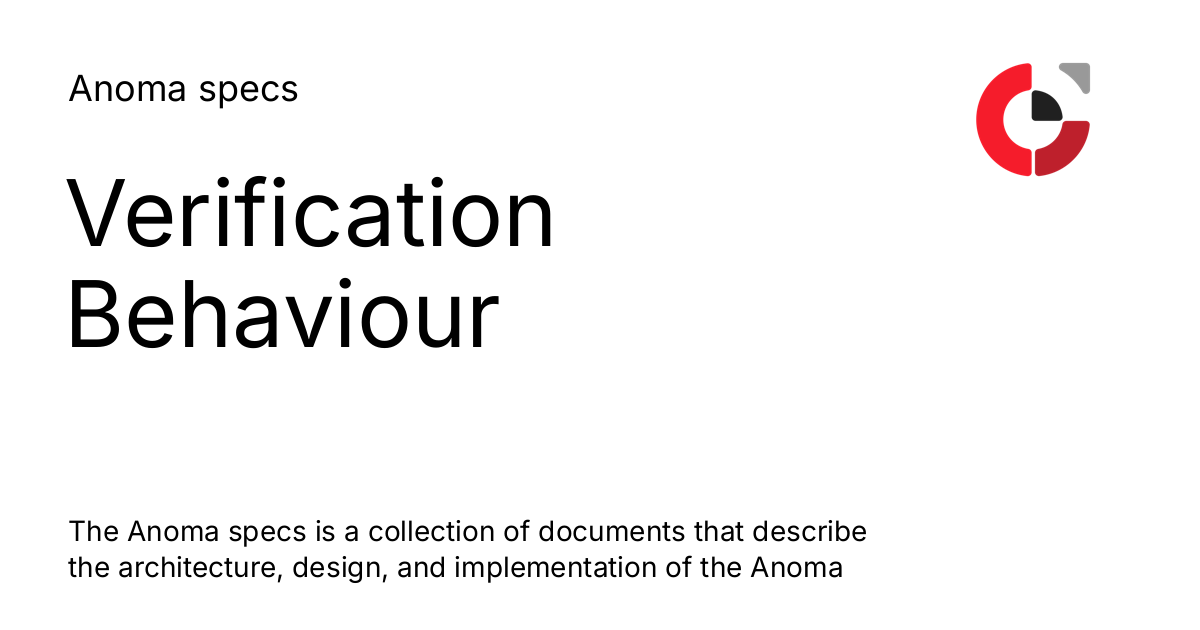 Anoma specs
Verification
Behaviour
The Anoma specs is a collection of documents that describe
the architecture, design, and implementation of the Anoma